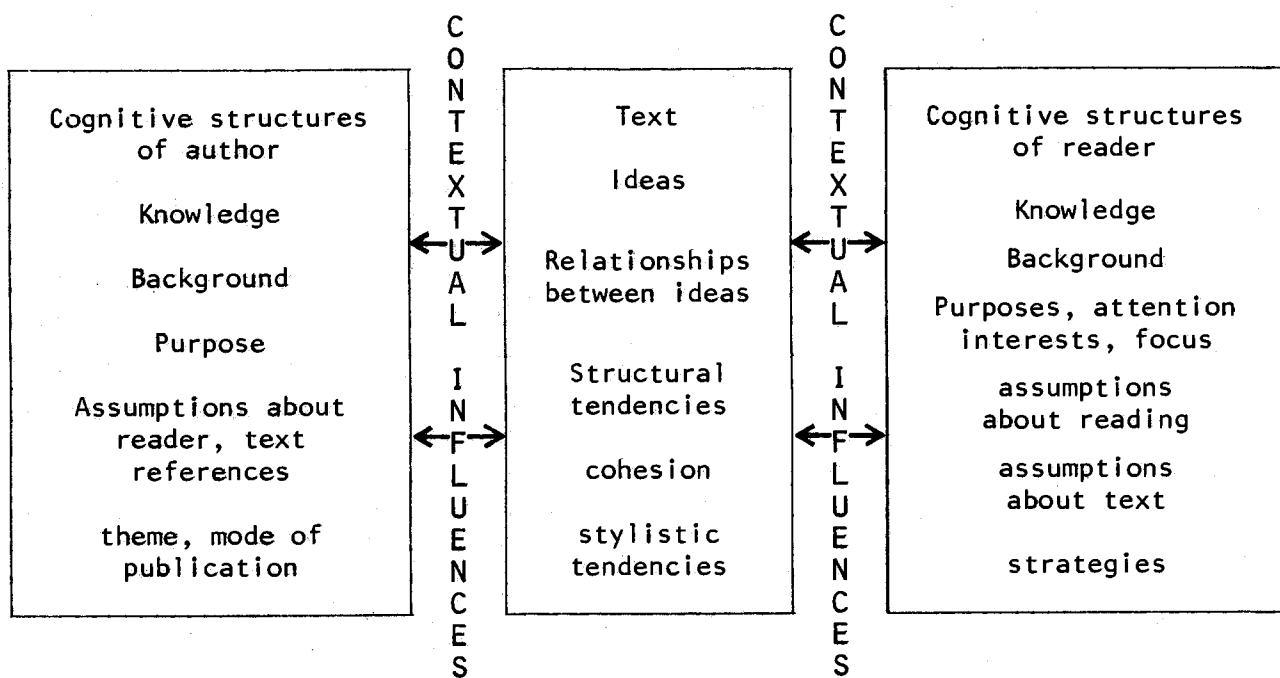 Cognitive structures
of author
Knowledge
Background
Purpose
Assumptions about
reader, text
references
theme, mode of
publication
CONTEXTUAL INFLUENCES
Text
Ideas
Relationships
between ideas
Structural
tendencies
cohesion
stylistic
tendencies
CONTEXTUAL INFLUENCES
Cognitive structures
of reader
Knowledge
Background
Purposes, attention
interests, focus
assumptions
about reading
assumptions
about text
strategies